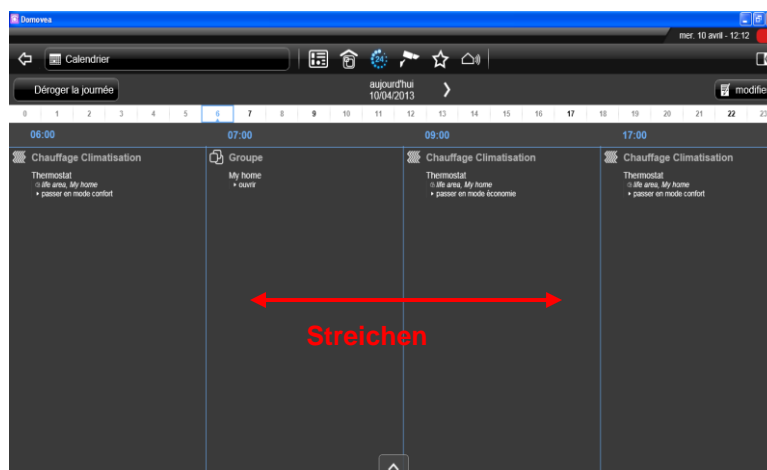 Domovea
mer. 10 avril - 12:12
Calendrier
24
Déroger la journée
aujourd'hui
10/04/2013
modifie
0 1 2 3 4 5 6 7 8 9 10 11 12 13 14 15 16 17 18 19 20 21 22 23
06:00 07:00 09:00 17:00
Chauffage Climatisation
Thermostat
life area, My home
passer en mode confort
Groupe
My home
ouvrir
Chauffage Climatisation
Thermostat
life area, My home
passer en mode économie
Chauffage Climatisation
Thermostat
life area, My home
passer en mode confort
Streichen